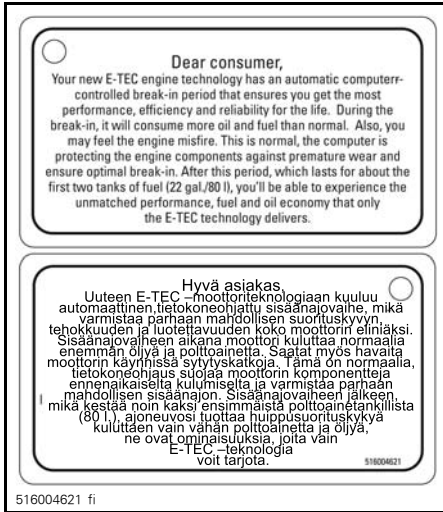 Dear consumer,
Your new E-TEC engine technology has an automatic computerr-
controlled break-in period that ensures you get the most
performance, efficiency and reliability for the life. During the
break-in, it will consume more oil and fuel than normal. Also, you
may feel the engine misfire. This is normal, the computer is
protecting the engine components against premature wear and
ensure optimal break-in. After this period, which lasts for about the
first two tanks of fuel (22 gal./80 l), you'll be able to experience the
unmatched performance, fuel and oil economy that only
the E-TEC technology delivers.
Hyvä asiakas,
Uuteen E-TEC –moottoriteknologiaan kuuluu
automaattinen,tietokoneohjattu sisäänajovaihe, mikä
varmistaa parhaan mahdollisen suorituskyvyn,
tehokkuuden ja luotettavuuden koko moottorin eliniäksi.
Sisäänajovaiheen aikana moottori kuluttaa normaalia
enemmän öljyä ja polttoainetta. Saatat myös havaita
moottorin käynnissä sytytyskatkoja. Tämä on normaalia,
tietokoneohjaus suojaa moottorin komponentteja
ennenaikaiselta kulumiselta ja varmistaa parhaan
mahdollisen sisäänajon. Sisäänajovaiheen jälkeen,
mikä kestää noin kaksi ensimmäistä polttoainetankillista
(80 l.), ajoneuvosi tuottaa huippusuorituskykyä
kuluttaen vain vähän polttoainetta ja öljyä,
ne ovat ominaisuuksia, joita vain
E-TEC –teknologia
voit tarjota.
516004621
516004621 fi